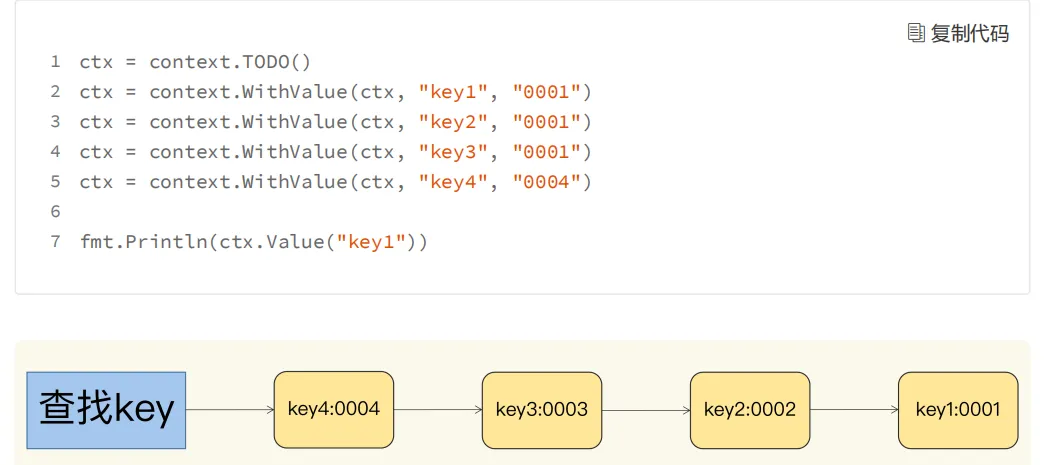 复制代码
1 ctx = context.TODO()
2 ctx = context.WithValue(ctx, "key1", "0001")
3 ctx = context.WithValue(ctx, "key2", "0001")
4 ctx = context.WithValue(ctx, "key3", "0001")
5 ctx = context.WithValue(ctx, "key4", "0004")
6
7 fmt.Println(ctx.Value("key1"))
查找key key4:0004 key3:0003 key2:0002 key1:0001